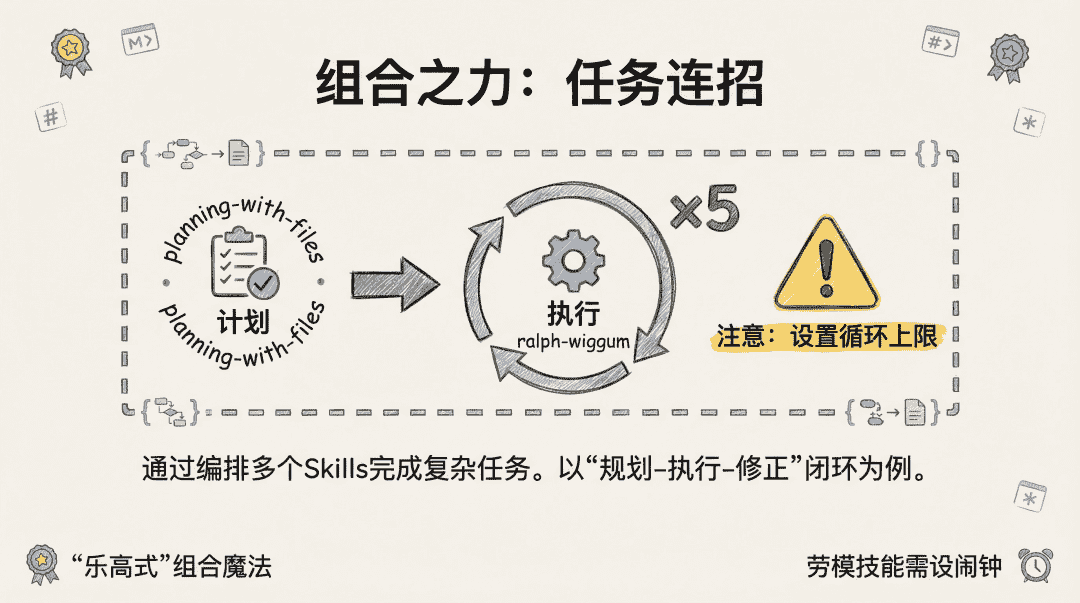 M>
#>
#
*
组合之力：任务连招
{ } { }
planning-with-files
计划
planning-with-files
×5
执行
ralph-wiggum
注意：设置循环上限
{ } { }
通过编排多个Skills完成复杂任务。以“规划–执行–修正”闭环为例。
*
“乐高式”组合魔法
劳模技能需设闹钟